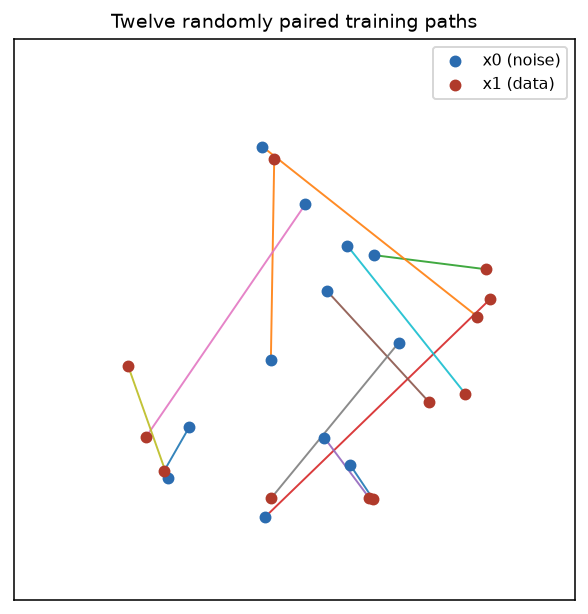 Twelve randomly paired training paths
x0 (noise)
x1 (data)